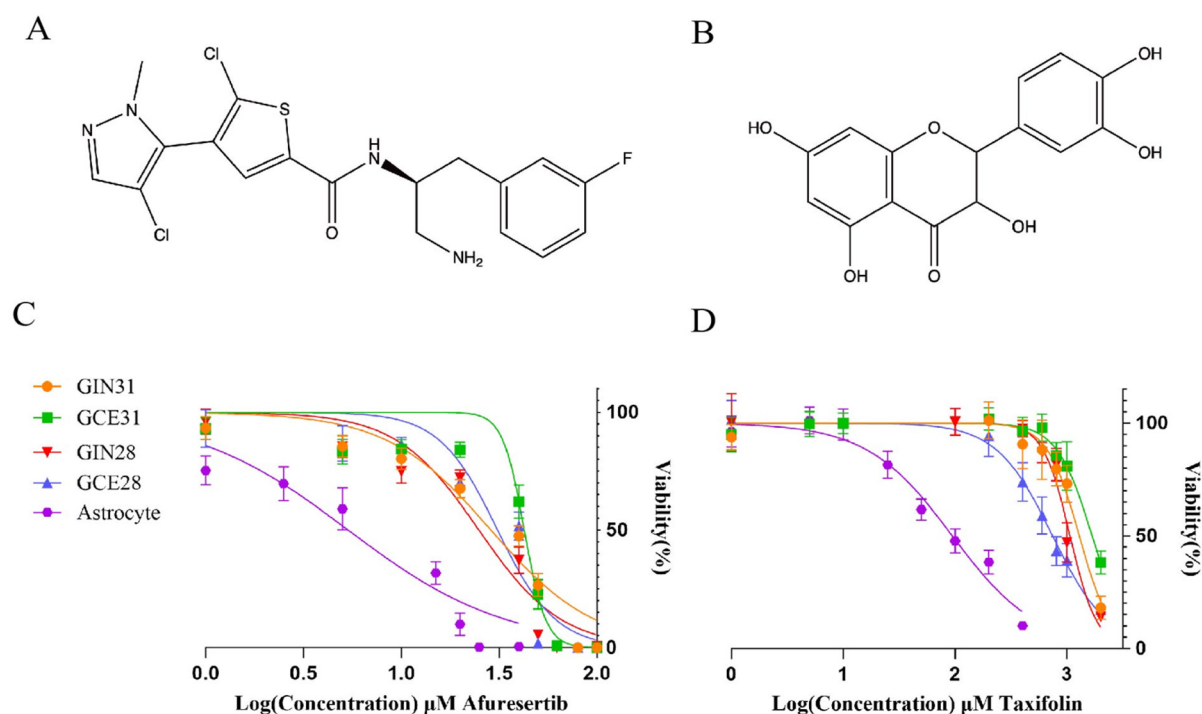 A
B
Cl
N
N
S
Cl
H
N
O
NH₂
F
HO
O
OH
OH
OH
OH
O
C
D
GIN31
GCE31
GIN28
GCE28
Astrocyte
100
50
0
Viability(%)
0.0
0.5
1.0
1.5
2.0
Log(Concentration) μM Afuresertib
100
50
0
Viability(%)
0
1
2
3
Log(Concentration) μM Taxifolin